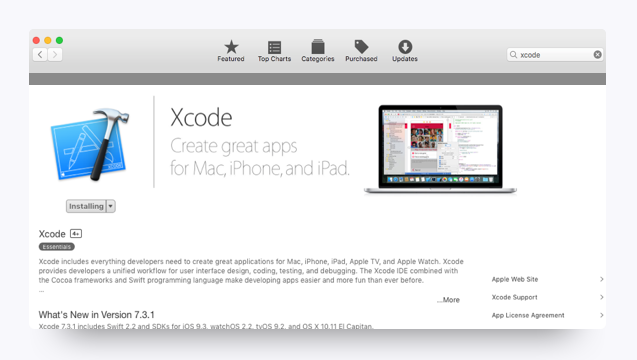 xcode
Featured
Top Charts
Categories
Purchased
Updates
Xcode
Create great apps
for Mac, iPhone, and iPad.
Installing
Xcode 4+
Essentials
Xcode includes everything developers need to create great applications for Mac, iPhone, iPad, Apple TV, and Apple Watch. Xcode
provides developers a unified workflow for user interface design, coding, testing, and debugging. The Xcode IDE combined with
the Cocoa frameworks and Swift programming language make developing apps easier and more fun than ever before.
...
...More
What's New in Version 7.3.1
Xcode 7.3.1 includes Swift 2.2 and SDKs for iOS 9.3, watchOS 2.2, tvOS 9.2, and OS X 10.11 El Capitan.
Apple Web Site
Xcode Support
App License Agreement